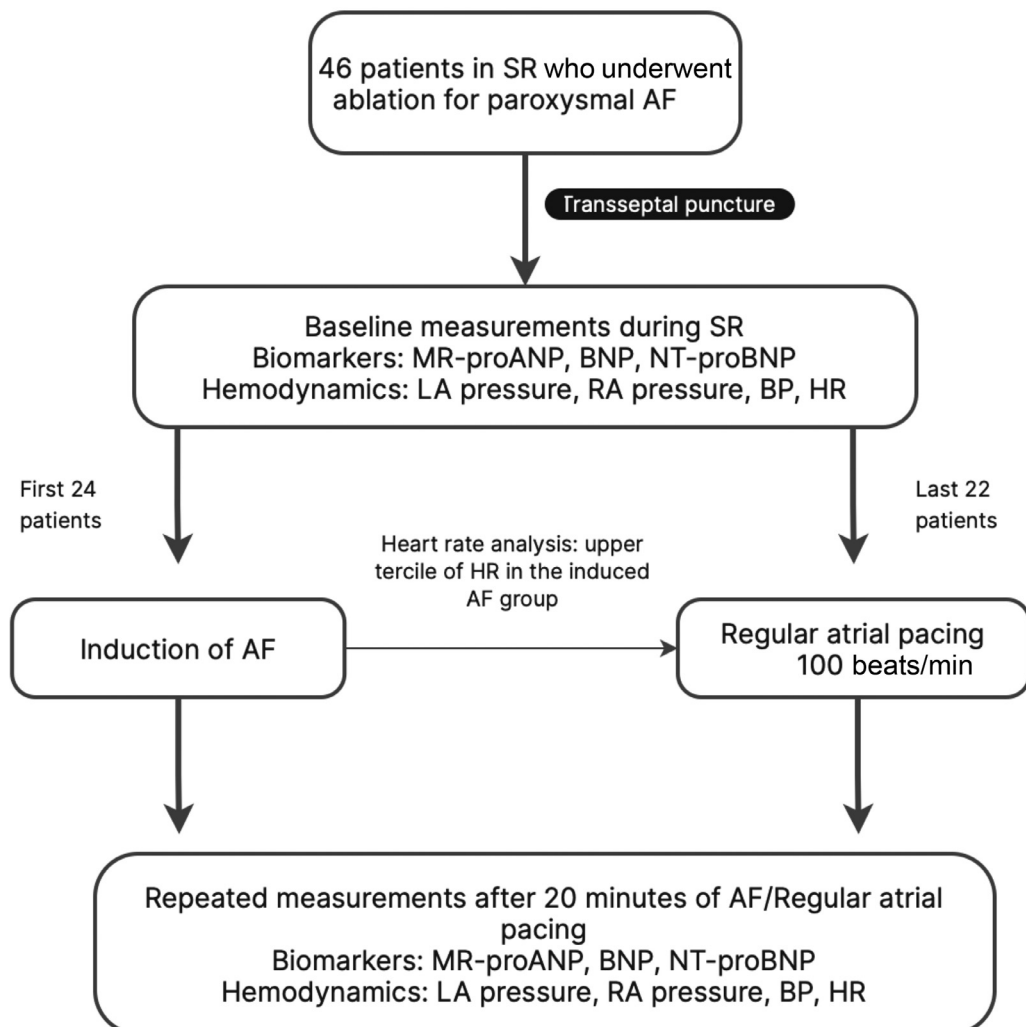 46 patients in SR who underwent
ablation for paroxysmal AF
Transseptal puncture
Baseline measurements during SR
Biomarkers: MR-proANP, BNP, NT-proBNP
Hemodynamics: LA pressure, RA pressure, BP, HR
First 24
patients
Last 22
patients
Heart rate analysis: upper
tercile of HR in the induced
AF group
Induction of AF
Regular atrial pacing
100 beats/min
Repeated measurements after 20 minutes of AF/Regular atrial
pacing
Biomarkers: MR-proANP, BNP, NT-proBNP
Hemodynamics: LA pressure, RA pressure, BP, HR